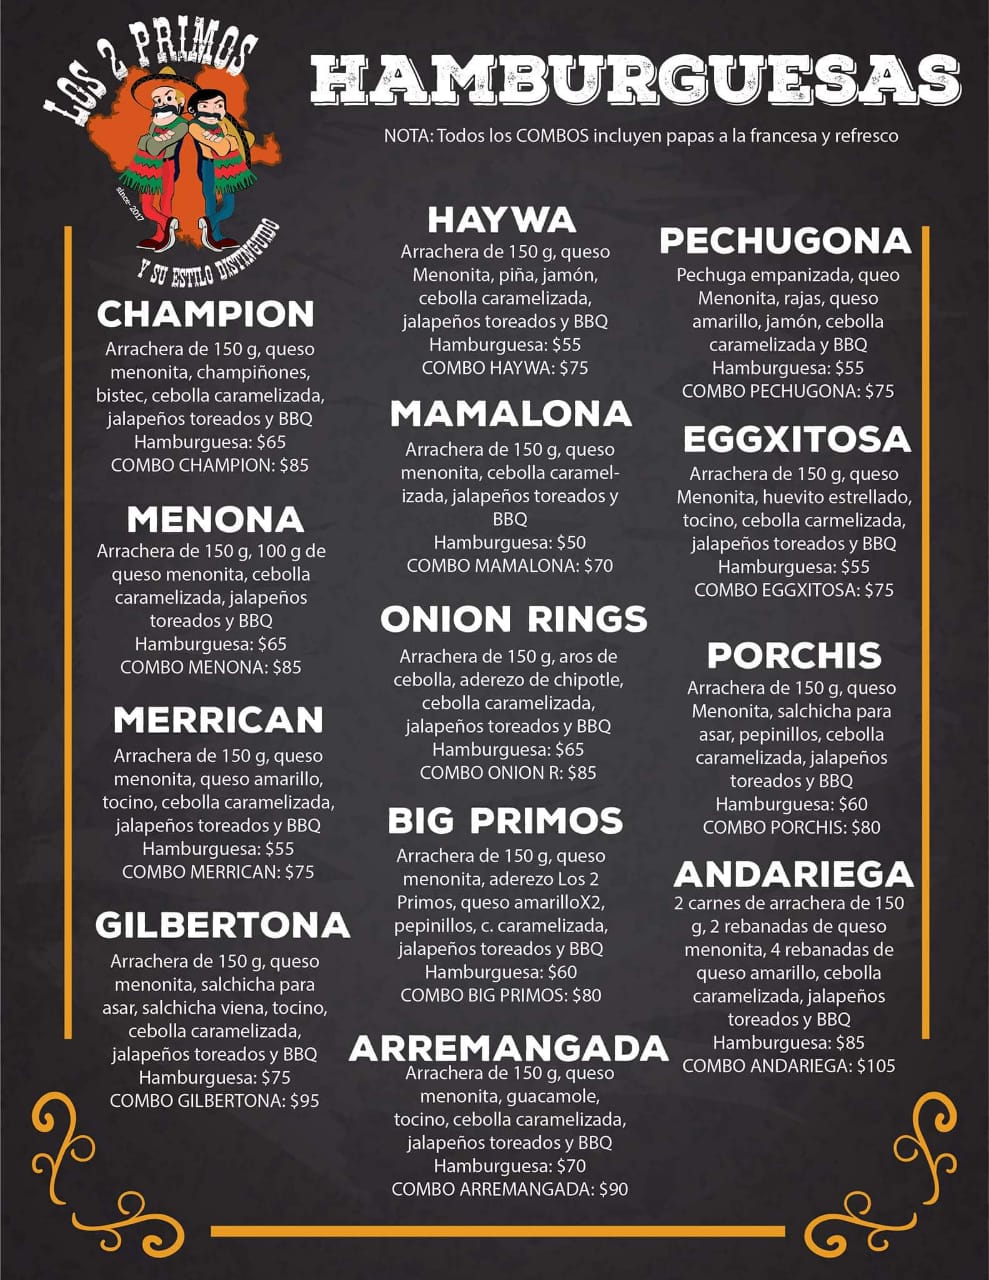 LOS 2 PRIMOS
since- 2017
Y SU ESTILO DISTINGUIDO
HAMBURGUESAS
NOTA: Todos los COMBOS incluyen papas a la francesa y refresco
CHAMPION
Arrachera de 150 g, queso
menonita, champiñones,
bistec, cebolla caramelizada,
jalapeños toreados y BBQ
Hamburguesa: $65
COMBO CHAMPION: $85
MENONA
Arrachera de 150 g, 100 g de
queso menonita, cebolla
caramelizada, jalapeños
toreados y BBQ
Hamburguesa: $65
COMBO MENONA: $85
MERRICAN
Arrachera de 150 g, queso
menonita, queso amarillo,
tocino, cebolla caramelizada,
jalapeños toreados y BBQ
Hamburguesa: $55
COMBO MERRICAN: $75
GILBERTONA
Arrachera de 150 g, queso
menonita, salchicha para
asar, salchicha viena, tocino,
cebolla caramelizada,
jalapeños toreados y BBQ
Hamburguesa: $75
COMBO GILBERTONA: $95
HAYWA
Arrachera de 150 g, queso
Menonita, piña, jamón,
cebolla caramelizada,
jalapeños toreados y BBQ
Hamburguesa: $55
COMBO HAYWA: $75
MAMALONA
Arrachera de 150 g, queso
menonita, cebolla caramel-
izada, jalapeños toreados y
BBQ
Hamburguesa: $50
COMBO MAMALONA: $70
ONION RINGS
Arrachera de 150 g, aros de
cebolla, aderezo de chipotle,
cebolla caramelizada,
jalapeños toreados y BBQ
Hamburguesa: $65
COMBO ONION R: $85
BIG PRIMOS
Arrachera de 150 g, queso
menonita, aderezo Los 2
Primos, queso amarilloX2,
pepinillos, c. caramelizada,
jalapeños toreados y BBQ
Hamburguesa: $60
COMBO BIG PRIMOS: $80
ARREMANGADA
Arrachera de 150 g, queso
menonita, guacamole,
tocino, cebolla caramelizada,
jalapeños toreados y BBQ
Hamburguesa: $70
COMBO ARREMANGADA: $90
PECHUGONA
Pechuga empanizada, queo
Menonita, rajas, queso
amarillo, jamón, cebolla
caramelizada y BBQ
Hamburguesa: $55
COMBO PECHUGONA: $75
EGGXITOSA
Arrachera de 150 g, queso
Menonita, huevito estrellado,
tocino, cebolla carmelizada,
jalapeños toreados y BBQ
Hamburguesa: $55
COMBO EGGXITOSA: $75
PORCHIS
Arrachera de 150 g, queso
Menonita, salchicha para
asar, pepinillos, cebolla
caramelizada, jalapeños
toreados y BBQ
Hamburguesa: $60
COMBO PORCHIS: $80
ANDARIEGA
2 carnes de arrachera de 150
g, 2 rebanadas de queso
menonita, 4 rebanadas de
queso amarillo, cebolla
caramelizada, jalapeños
toreados y BBQ
Hamburguesa: $85
COMBO ANDARIEGA: $105